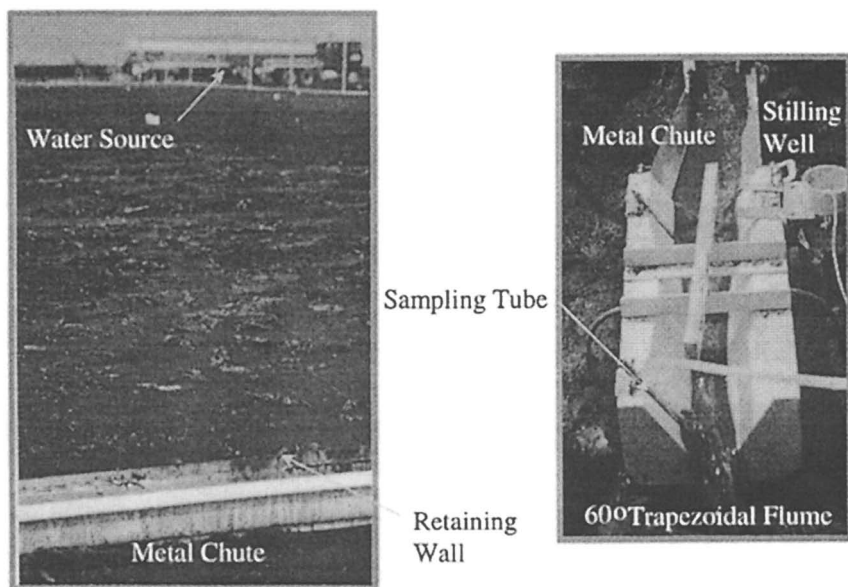 Water Source
Metal Chute
Retaining
Wall
Sampling Tube
Metal Chute
Stilling
Well
60oTrapezoidal Flume